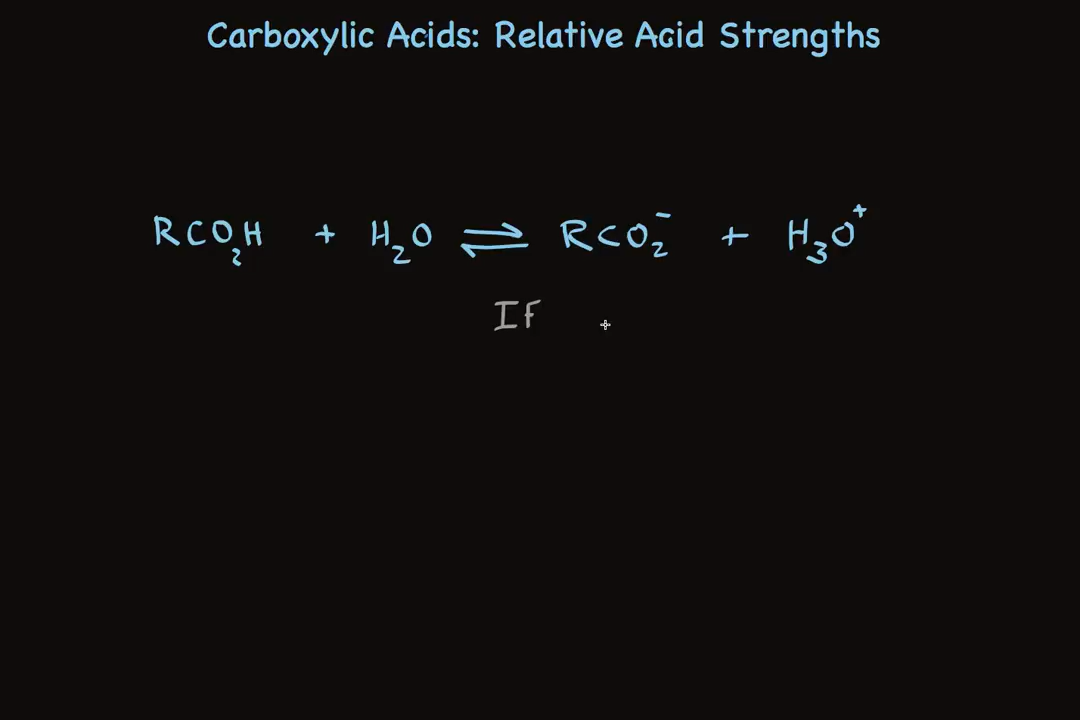 Carboxylic Acids: Relative Acid Strengths
RCO₂H + H₂O ⇌ RCO₂⁻ + H₃O⁺
IF